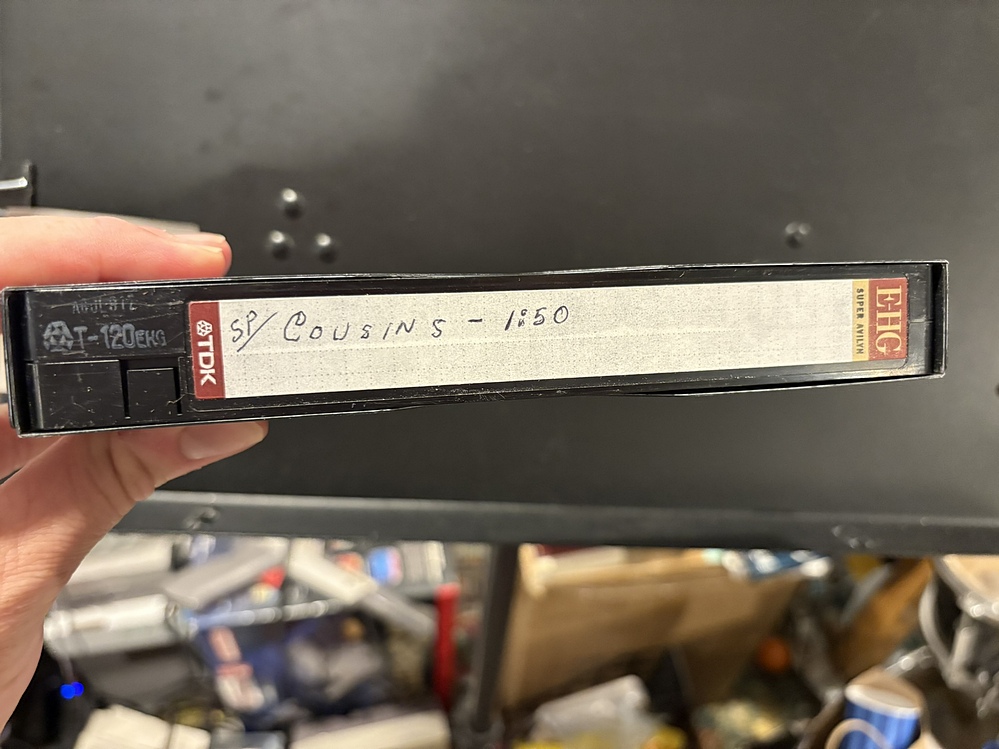 T-120EHG
TDK
SP/ COUSINS - 1:50
SUPER AVILYN
EHG